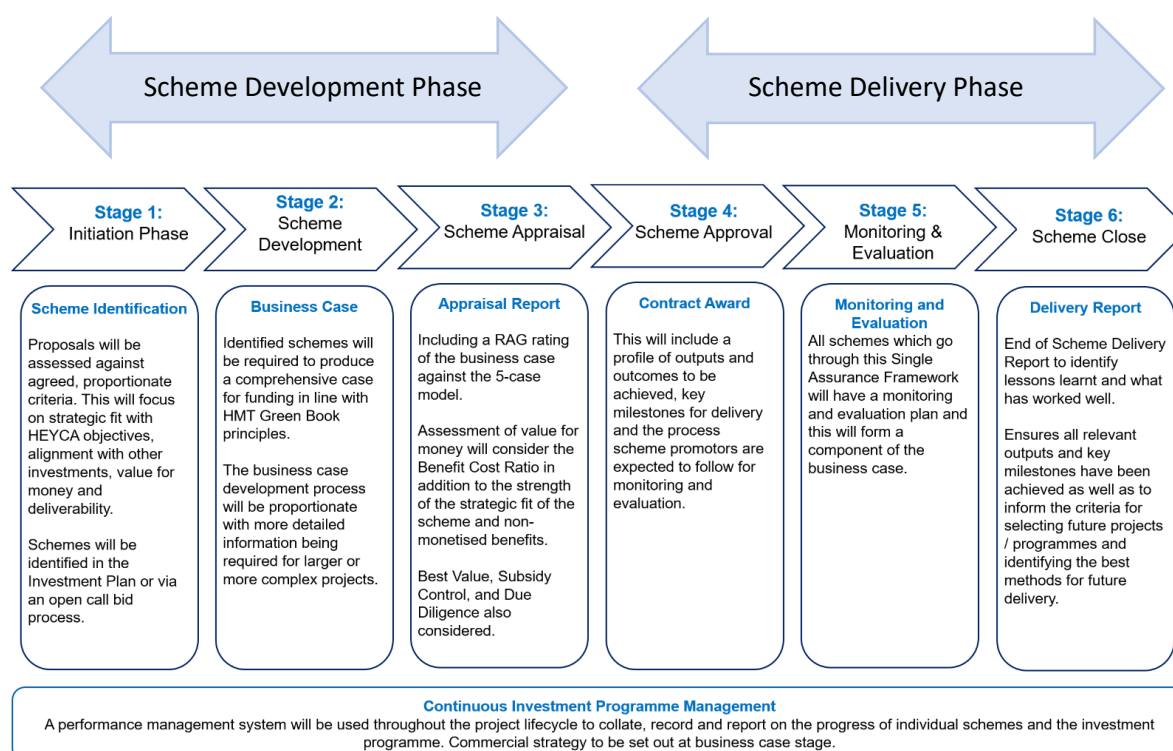 Scheme Development Phase
Scheme Delivery Phase
Stage 1:
Initiation Phase
Stage 2:
Scheme
Development
Stage 3:
Scheme Appraisal
Stage 4:
Scheme Approval
Stage 5:
Monitoring &
Evaluation
Stage 6:
Scheme Close
Scheme Identification
Proposals will be
assessed against
agreed, proportionate
criteria. This will focus
on strategic fit with
HEYCA objectives,
alignment with other
investments, value for
money and
deliverability.
Schemes will be
identified in the
Investment Plan or via
an open call bid
process.
Business Case
Identified schemes will
be required to produce
a comprehensive case
for funding in line with
HMT Green Book
principles.
The business case
development process
will be proportionate
with more detailed
information being
required for larger or
more complex projects.
Appraisal Report
Including a RAG rating
of the business case
against the 5-case
model.
Assessment of value for
money will consider the
Benefit Cost Ratio in
addition to the strength
of the strategic fit of the
scheme and non-
monetised benefits.
Best Value, Subsidy
Control, and Due
Diligence also
considered.
Contract Award
This will include a
profile of outputs and
outcomes to be
achieved, key
milestones for delivery
and the process
scheme promotors are
expected to follow for
monitoring and
evaluation.
Monitoring and
Evaluation
All schemes which go
through this Single
Assurance Framework
will have a monitoring
and evaluation plan and
this will form a
component of the
business case.
Delivery Report
End of Scheme Delivery
Report to identify
lessons learnt and what
has worked well.
Ensures all relevant
outputs and key
milestones have been
achieved as well as to
inform the criteria for
selecting future projects
/ programmes and
identifying the best
methods for future
delivery.
Continuous Investment Programme Management
A performance management system will be used throughout the project lifecycle to collate, record and report on the progress of individual schemes and the investment
programme. Commercial strategy to be set out at business case stage.